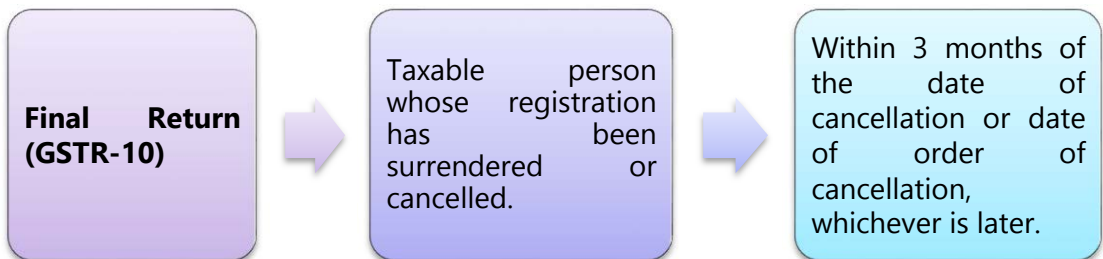 Final Return
(GSTR-10)
Taxable person
whose registration
has been
surrendered or
cancelled.
Within 3 months of
the date of
cancellation or date
of order of
cancellation,
whichever is later.